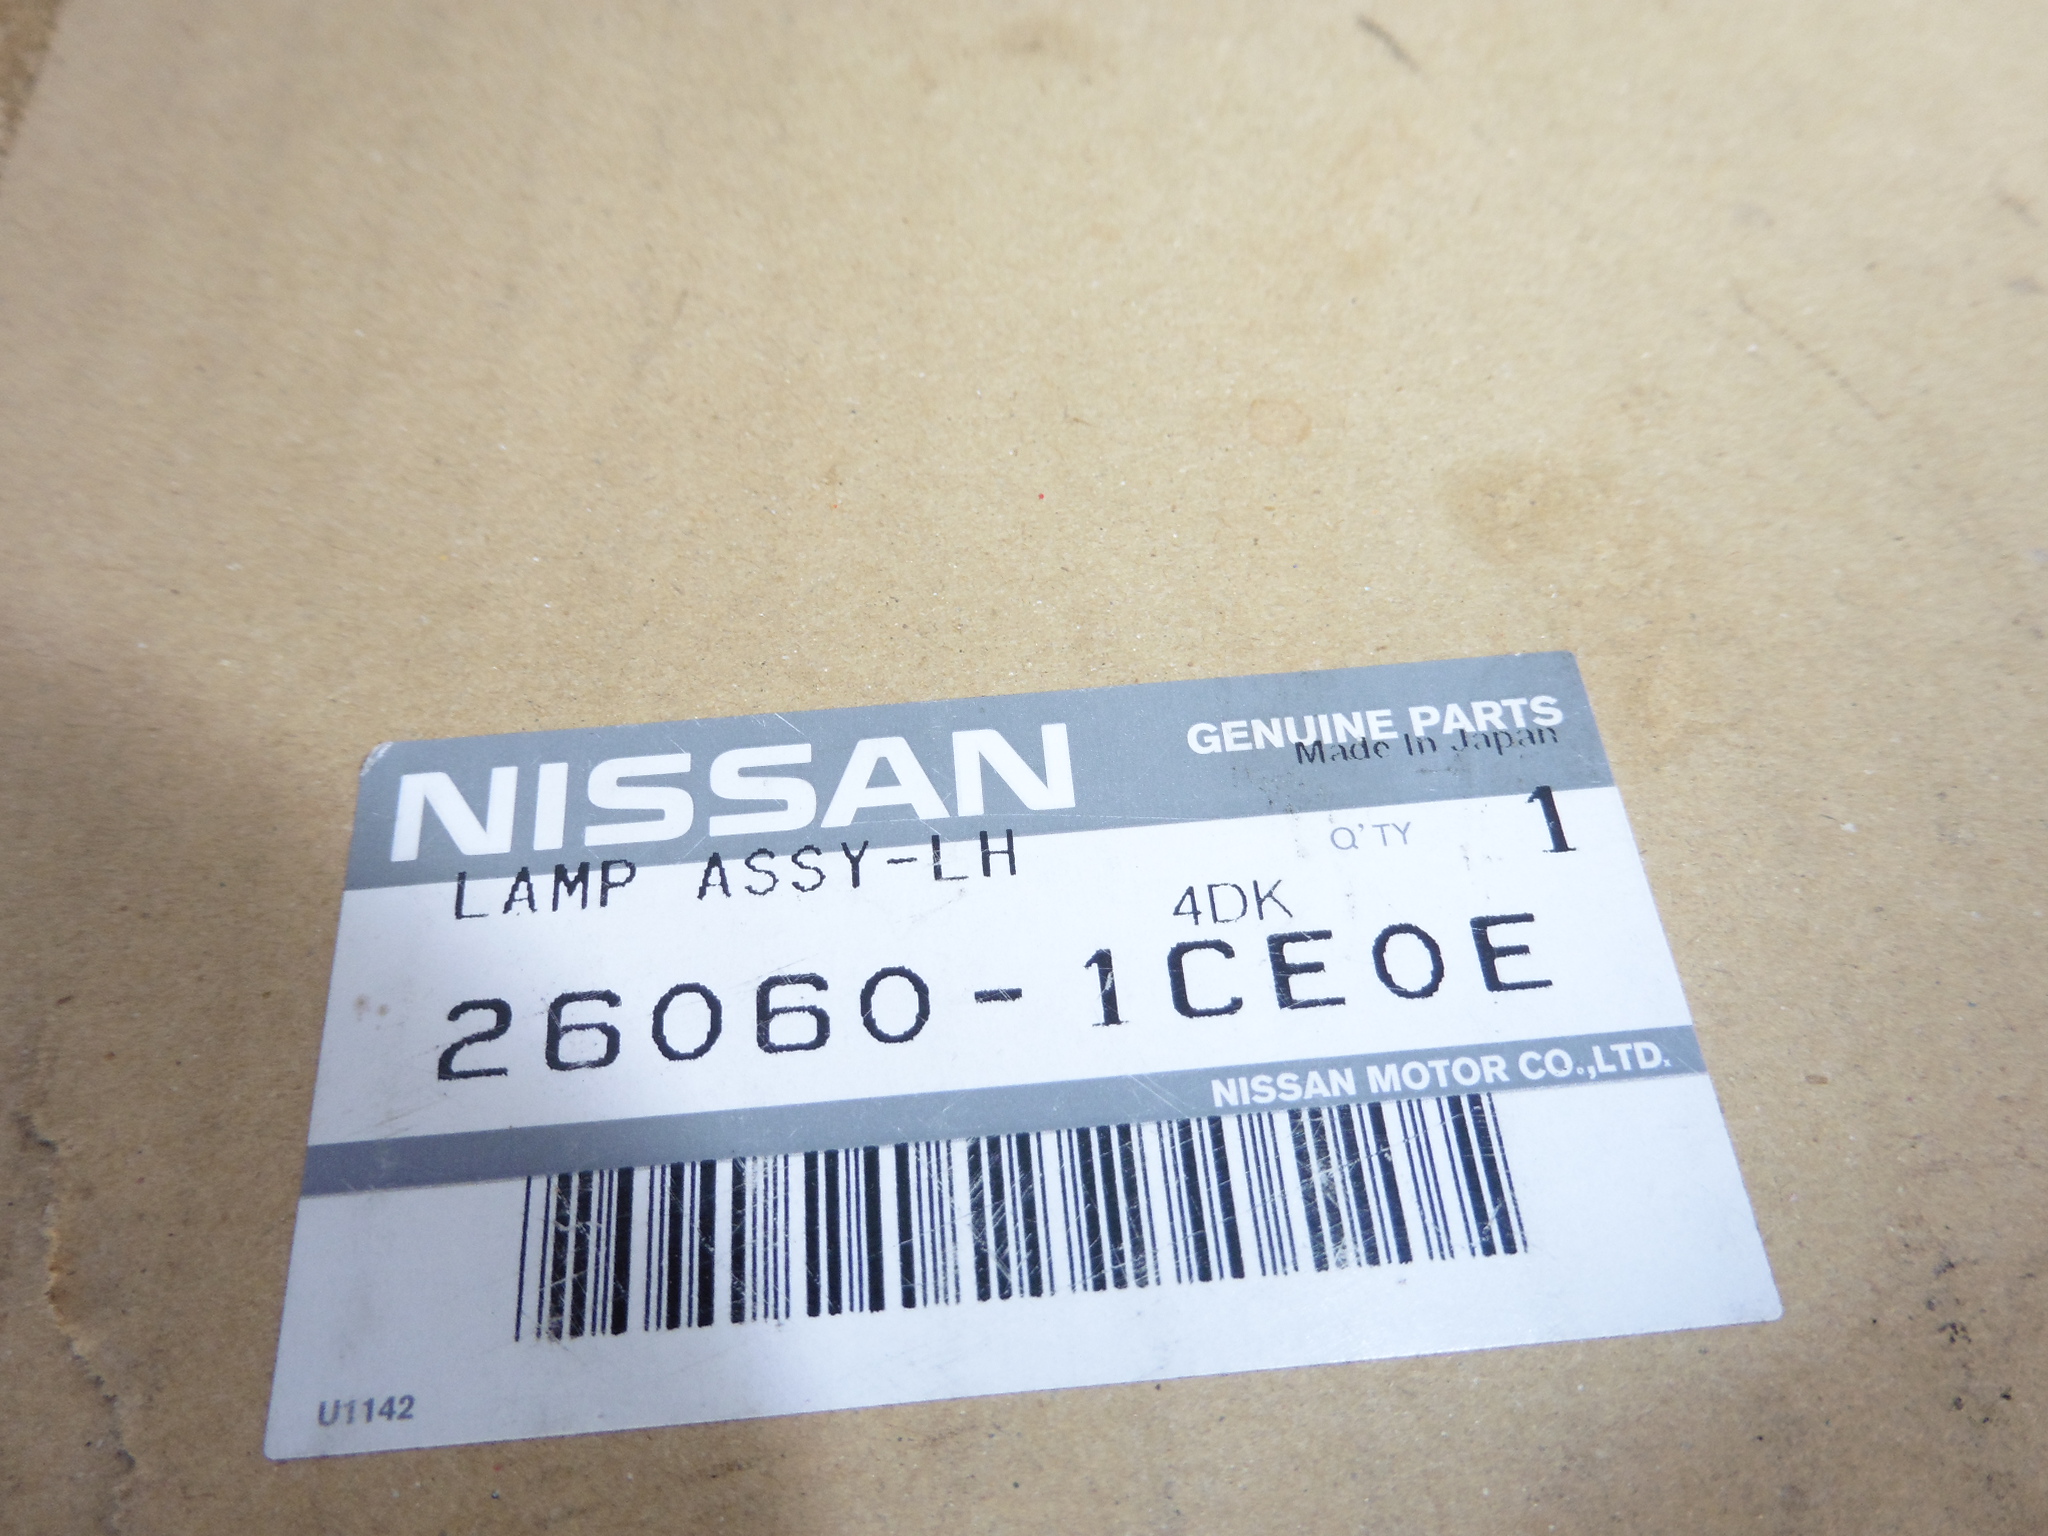 NISSAN
GENUINE PARTS
Made In Japan
LAMP ASSY-LH
Q'TY 1
4DK
26060-1CE0E
NISSAN MOTOR CO.,LTD.
U1142